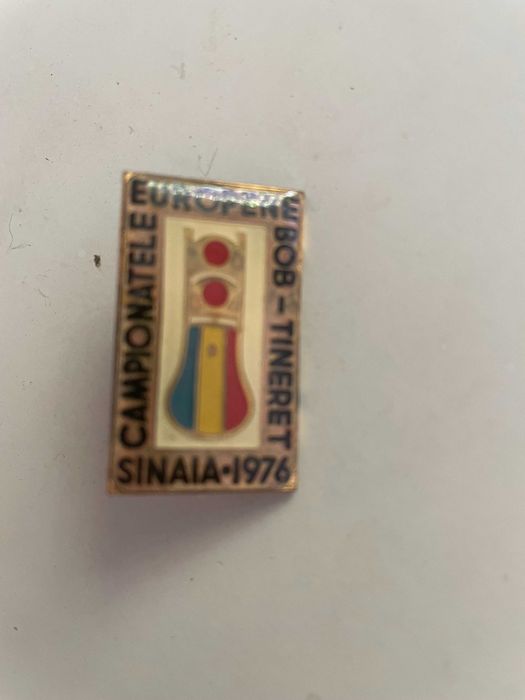 CAMPIONATELE
EUROPENE
BOB - TINERET
SINAIA • 1976